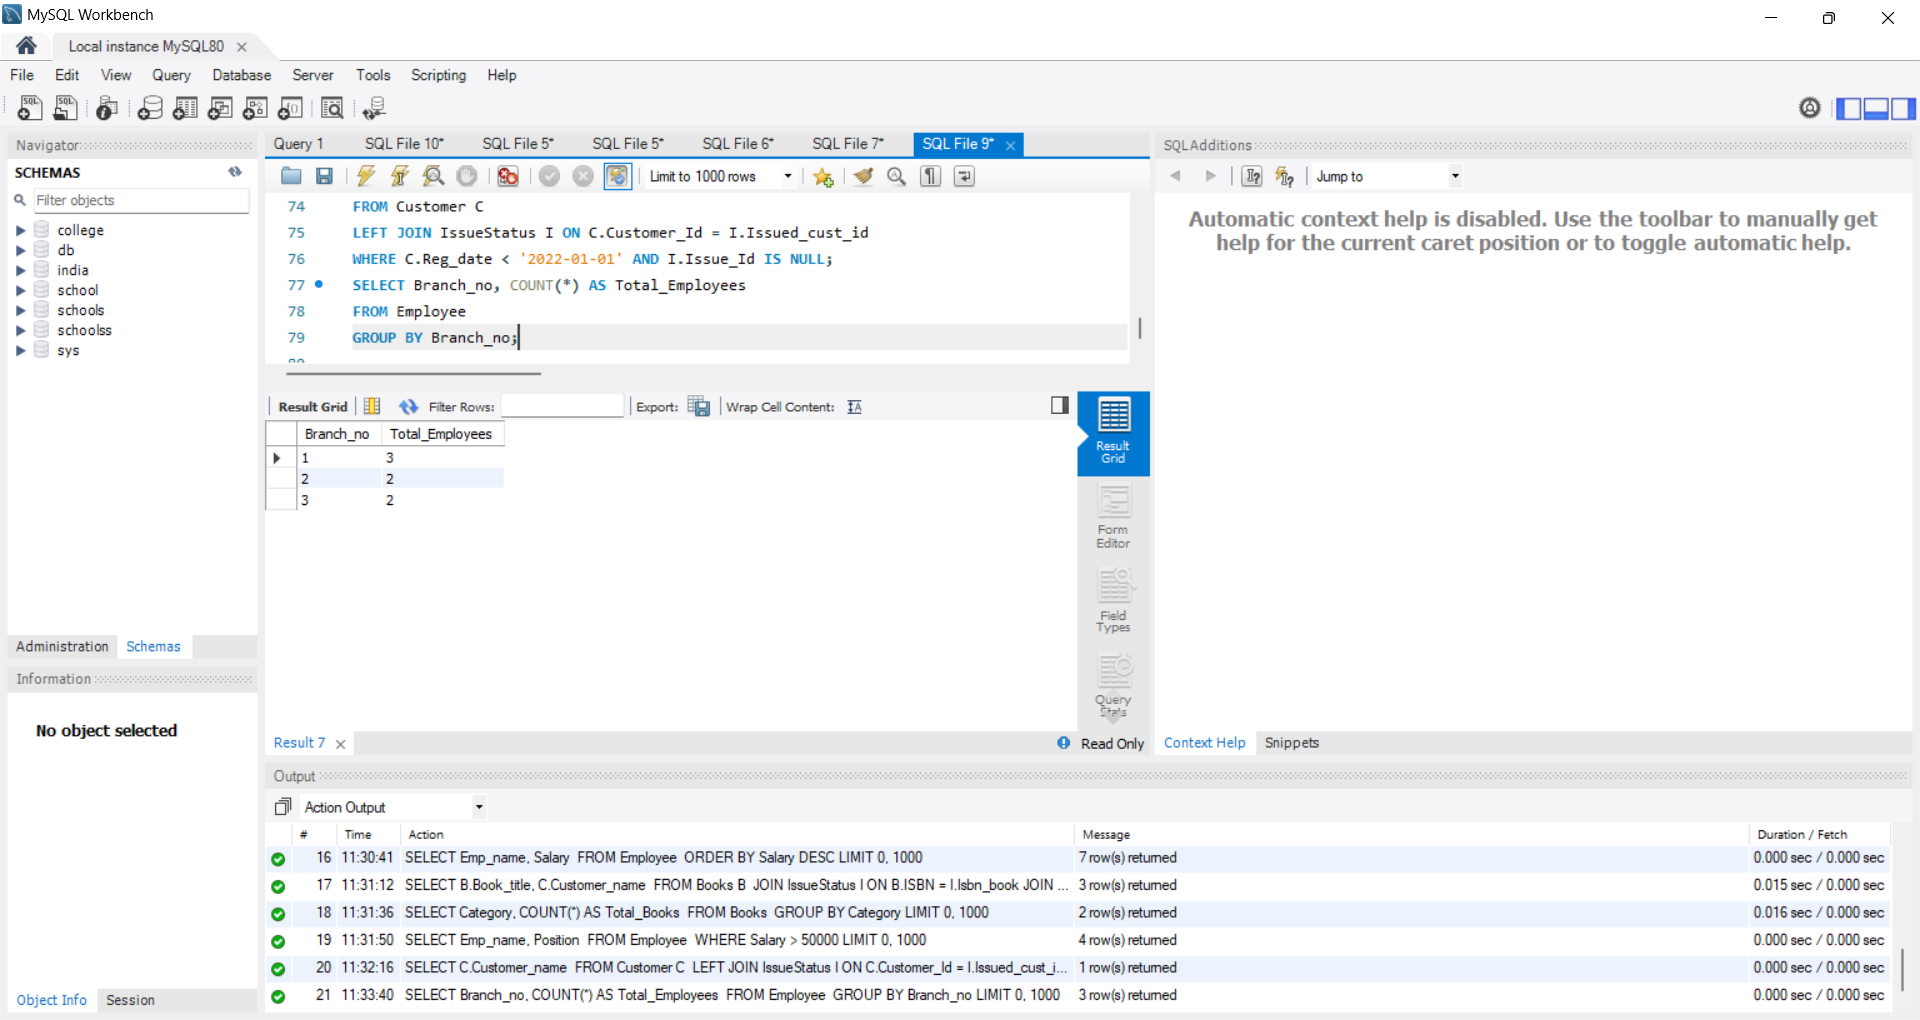 MySQL Workbench
Local instance MySQL80
File Edit View Query Database Server Tools Scripting Help
Navigator
SCHEMAS
Filter objects
college
db
india
school
schools
schoolss
sys
Administration Schemas
Information
No object selected
Object Info Session
Query 1 SQL File 10* SQL File 5* SQL File 5* SQL File 6* SQL File 7* SQL File 9*
Limit to 1000 rows
74 FROM Customer C
75 LEFT JOIN IssueStatus I ON C.Customer_Id = I.Issued_cust_id
76 WHERE C.Reg_date < '2022-01-01' AND I.Issue_Id IS NULL;
77 SELECT Branch_no, COUNT(*) AS Total_Employees
78 FROM Employee
79 GROUP BY Branch_no;
Result Grid Filter Rows: Export: Wrap Cell Content:
Branch_no Total_Employees
1 3
2 2
3 2
Result Grid
Form Editor
Field Types
Query Stats
Result 7
Read Only
SQLAdditions
Jump to
Automatic context help is disabled. Use the toolbar to manually get
help for the current caret position or to toggle automatic help.
Context Help Snippets
Output
Action Output
# Time Action Message Duration / Fetch
16 11:30:41 SELECT Emp_name, Salary FROM Employee ORDER BY Salary DESC LIMIT 0, 1000 7 row(s) returned 0.000 sec / 0.000 sec
17 11:31:12 SELECT B.Book_title, C.Customer_name FROM Books B JOIN IssueStatus I ON B.ISBN = I.Isbn_book JOIN ... 3 row(s) returned 0.015 sec / 0.000 sec
18 11:31:36 SELECT Category, COUNT(*) AS Total_Books FROM Books GROUP BY Category LIMIT 0, 1000 2 row(s) returned 0.016 sec / 0.000 sec
19 11:31:50 SELECT Emp_name, Position FROM Employee WHERE Salary > 50000 LIMIT 0, 1000 4 row(s) returned 0.000 sec / 0.000 sec
20 11:32:16 SELECT C.Customer_name FROM Customer C LEFT JOIN IssueStatus I ON C.Customer_Id = I.Issued_cust_i... 1 row(s) returned 0.000 sec / 0.000 sec
21 11:33:40 SELECT Branch_no, COUNT(*) AS Total_Employees FROM Employee GROUP BY Branch_no LIMIT 0, 1000 3 row(s) returned 0.000 sec / 0.000 sec